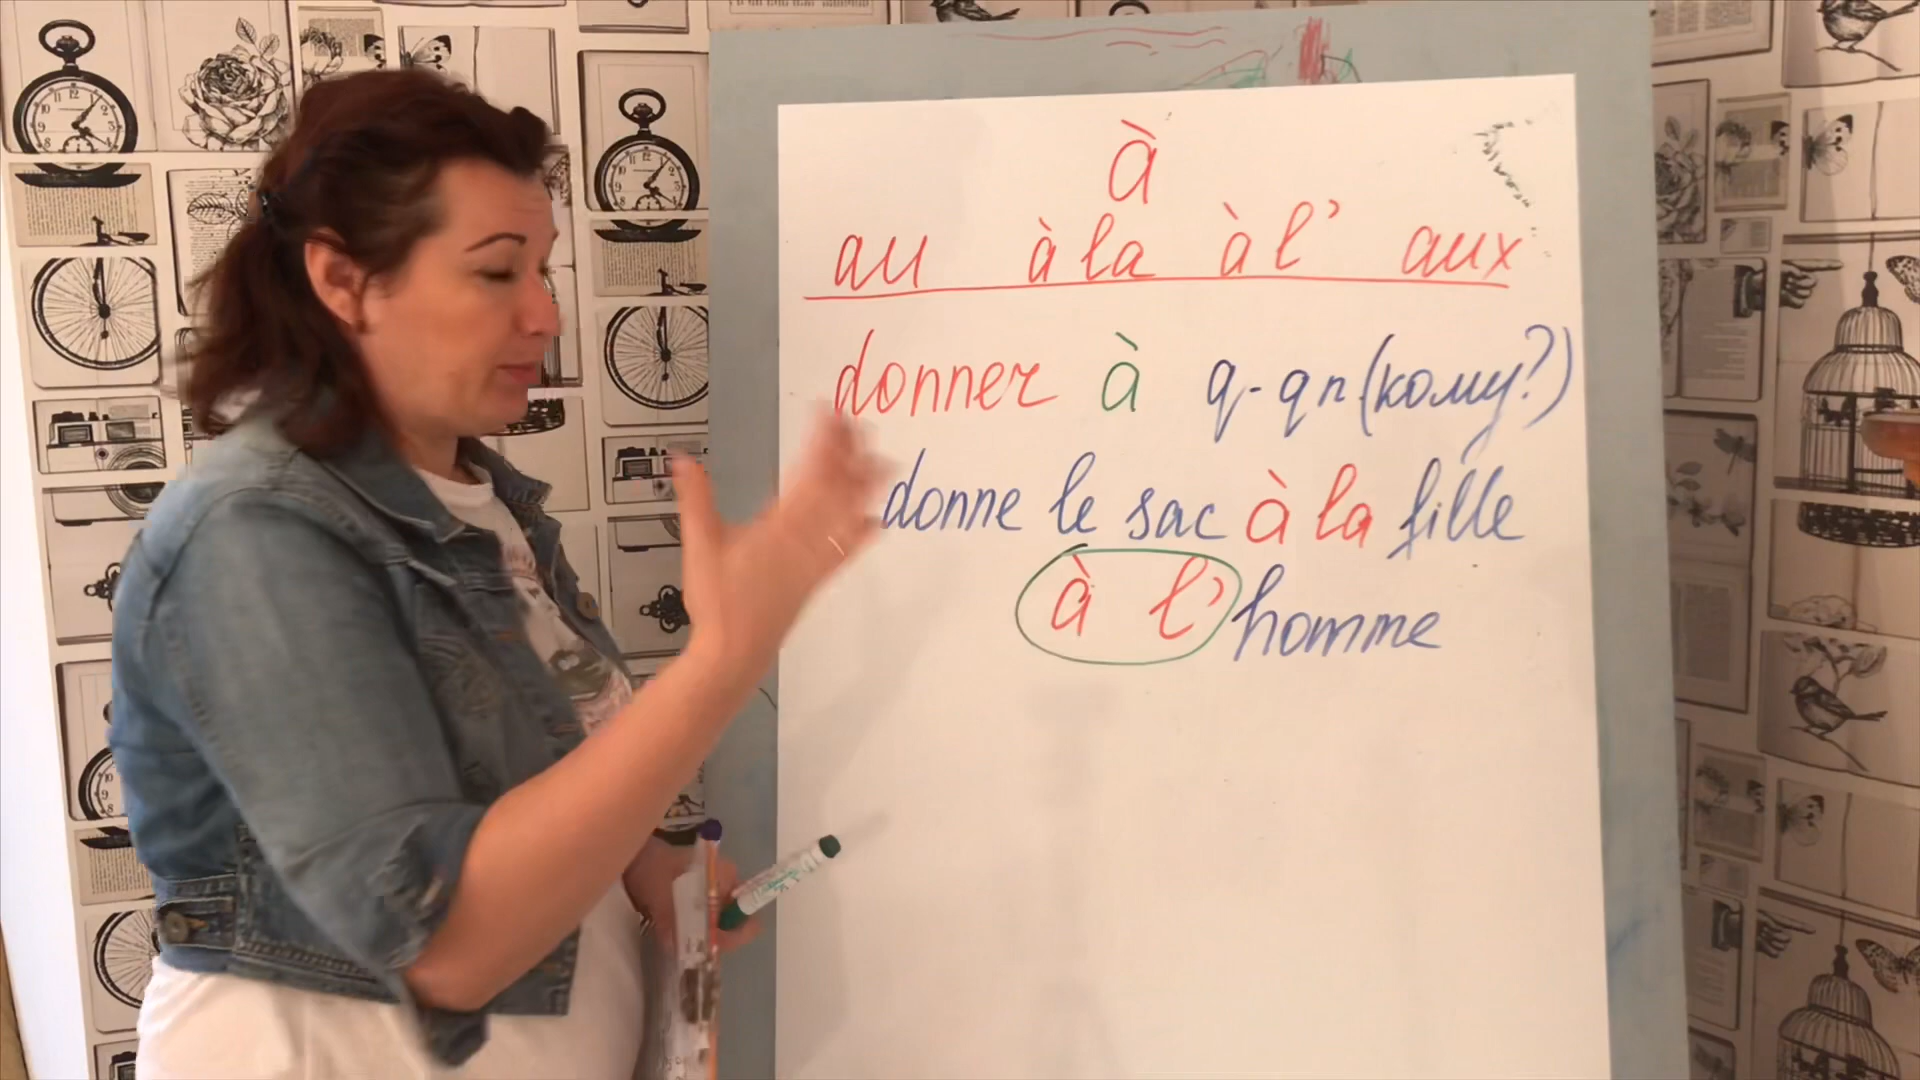 à
au à la à l' aux
donner à q-qn (кому?)
donne le sac à la fille
à l' homme